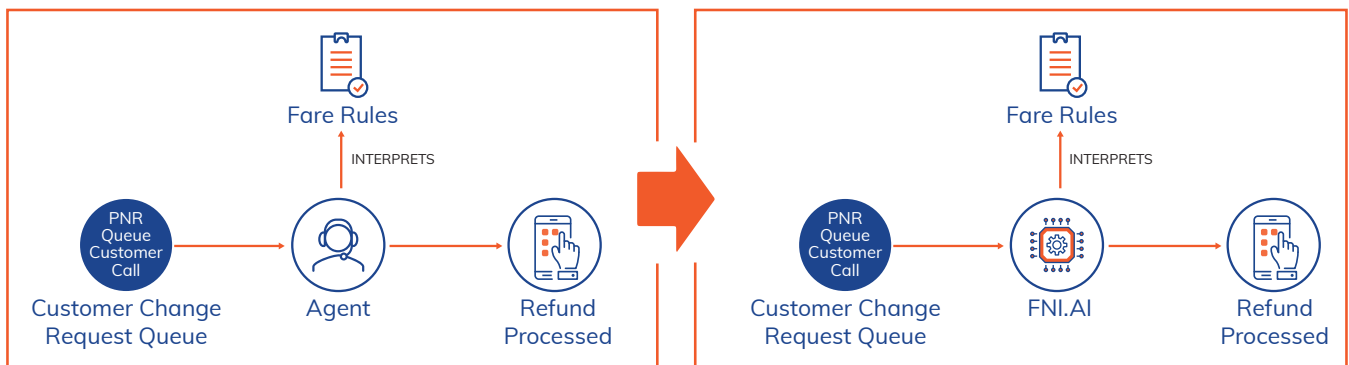 Fare Rules
INTERPRETS
PNR
Queue
Customer
Call
Customer Change
Request Queue
Agent
Refund
Processed
Fare Rules
INTERPRETS
PNR
Queue
Customer
Call
Customer Change
Request Queue
FNI.AI
Refund
Processed